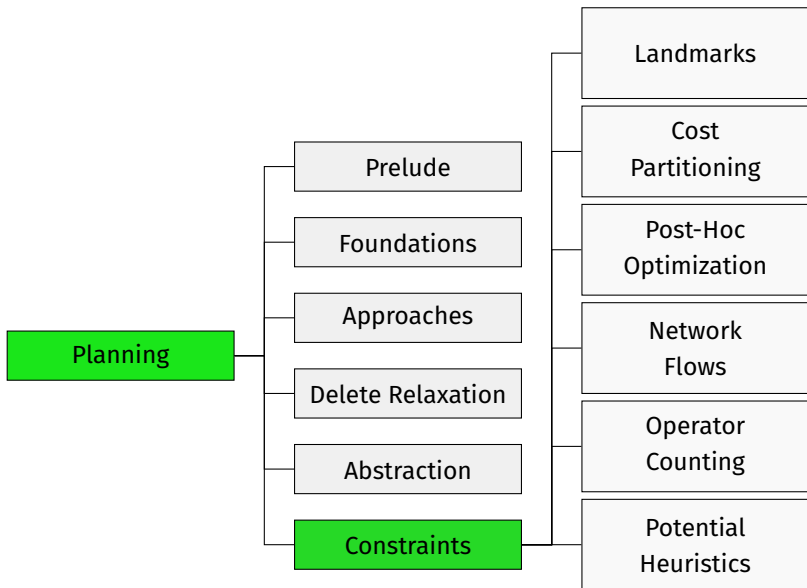 Planning
Prelude
Foundations
Approaches
Delete Relaxation
Abstraction
Constraints
Landmarks
Cost
Partitioning
Post-Hoc
Optimization
Network
Flows
Operator
Counting
Potential
Heuristics